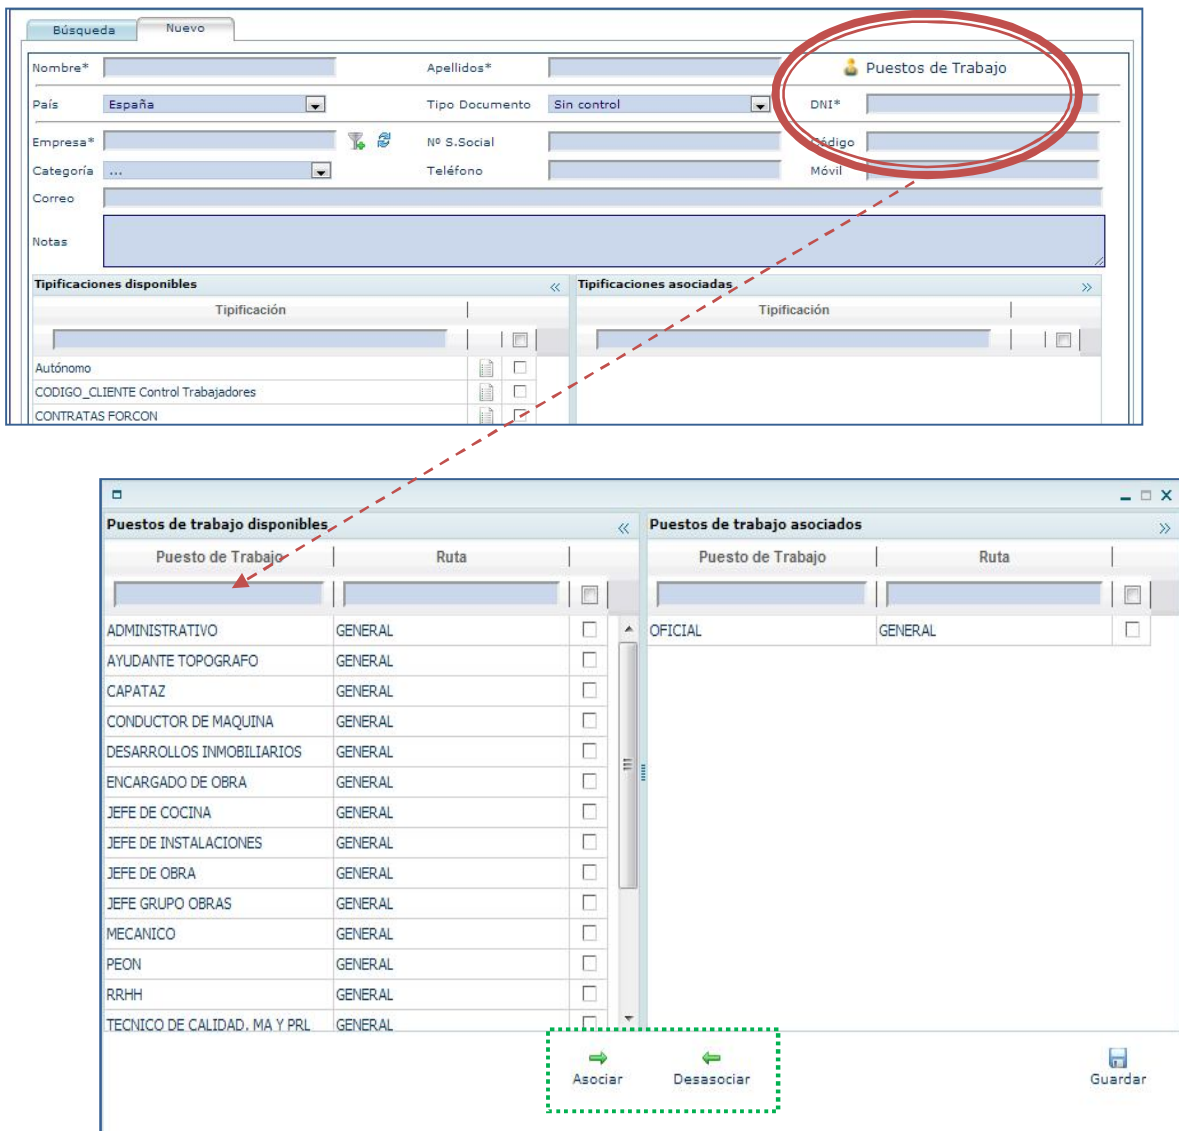 Búsqueda Nuevo
Nombre* Apellidos* Puestos de Trabajo
País España Tipo Documento Sin control DNI*
Empresa* Nº S.Social Código
Categoría ... Teléfono Móvil
Correo
Notas
Tipificaciones disponibles « Tipificaciones asociadas »
Tipificación Tipificación
Autónomo
CODIGO_CLIENTE Control Trabajadores
CONTRATAS FORCON
Puestos de trabajo disponibles « Puestos de trabajo asociados »
Puesto de Trabajo Ruta Puesto de Trabajo Ruta
ADMINISTRATIVO GENERAL OFICIAL GENERAL
AYUDANTE TOPOGRAFO GENERAL
CAPATAZ GENERAL
CONDUCTOR DE MAQUINA GENERAL
DESARROLLOS INMOBILIARIOS GENERAL
ENCARGADO DE OBRA GENERAL
JEFE DE COCINA GENERAL
JEFE DE INSTALACIONES GENERAL
JEFE DE OBRA GENERAL
JEFE GRUPO OBRAS GENERAL
MECANICO GENERAL
PEON GENERAL
RRHH GENERAL
TECNICO DE CALIDAD, MA Y PRL GENERAL
Asociar Desasociar Guardar